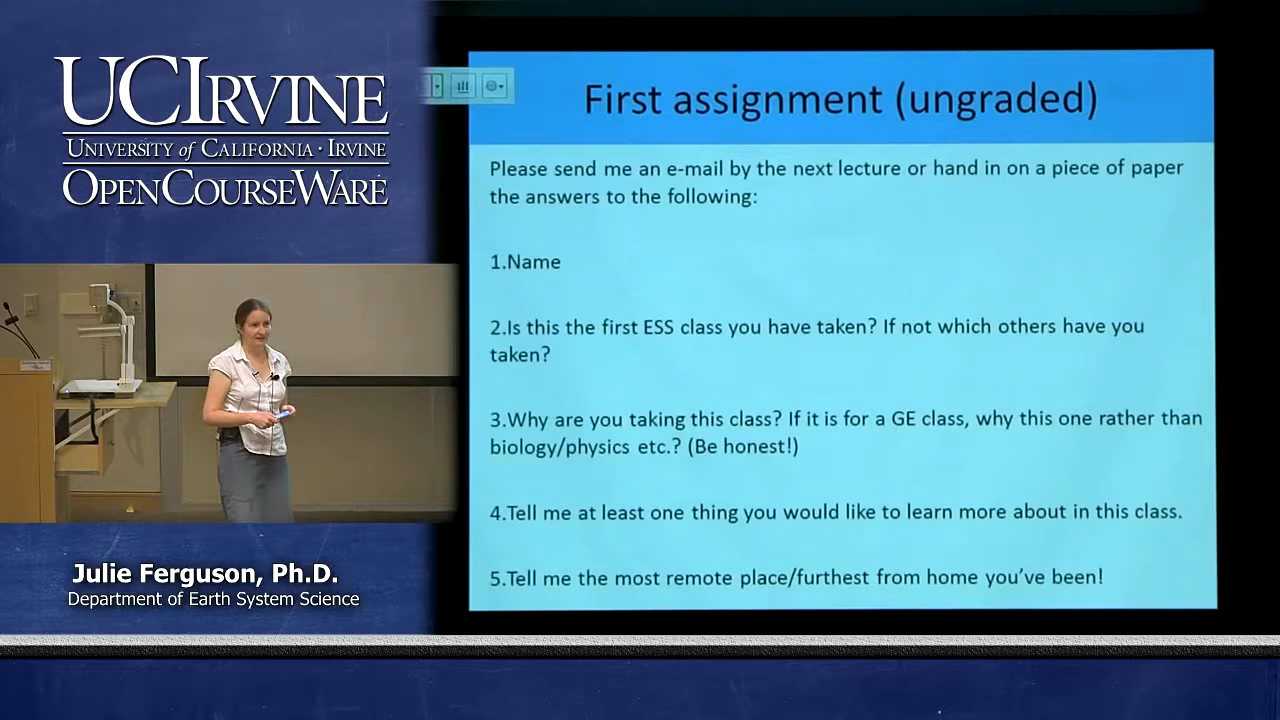 UCIRVINE
UNIVERSITY of CALIFORNIA · IRVINE
OPENCOURSEWARE
First assignment (ungraded)
Please send me an e-mail by the next lecture or hand in on a piece of paper
the answers to the following:
1.Name
2.Is this the first ESS class you have taken? If not which others have you
taken?
3.Why are you taking this class? If it is for a GE class, why this one rather than
biology/physics etc.? (Be honest!)
4.Tell me at least one thing you would like to learn more about in this class.
5.Tell me the most remote place/furthest from home you've been!
Julie Ferguson, Ph.D.
Department of Earth System Science